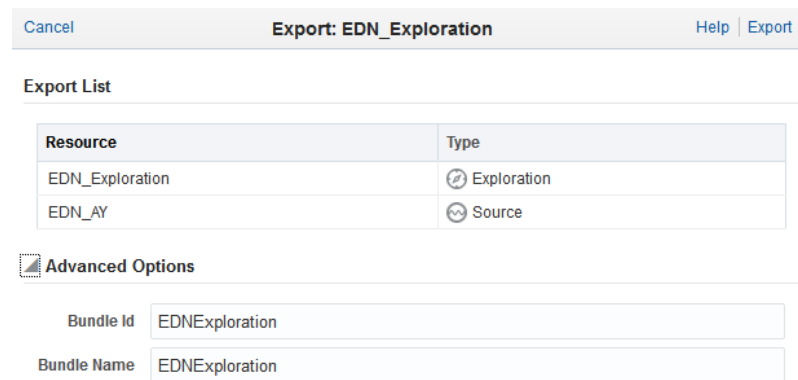 Cancel Export: EDN_Exploration Help Export
Export List
Resource Type
EDN_Exploration Exploration
EDN_AY Source
Advanced Options
Bundle Id EDNExploration
Bundle Name EDNExploration